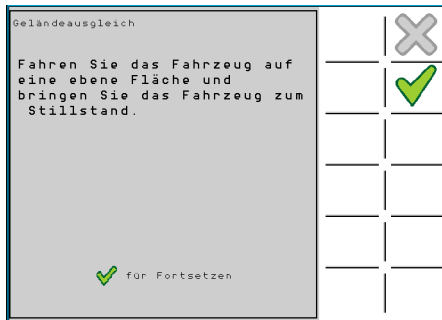 Geländeausgleich
Fahren Sie das Fahrzeug auf
eine ebene Fläche und
bringen Sie das Fahrzeug zum
Stillstand.
für Fortsetzen